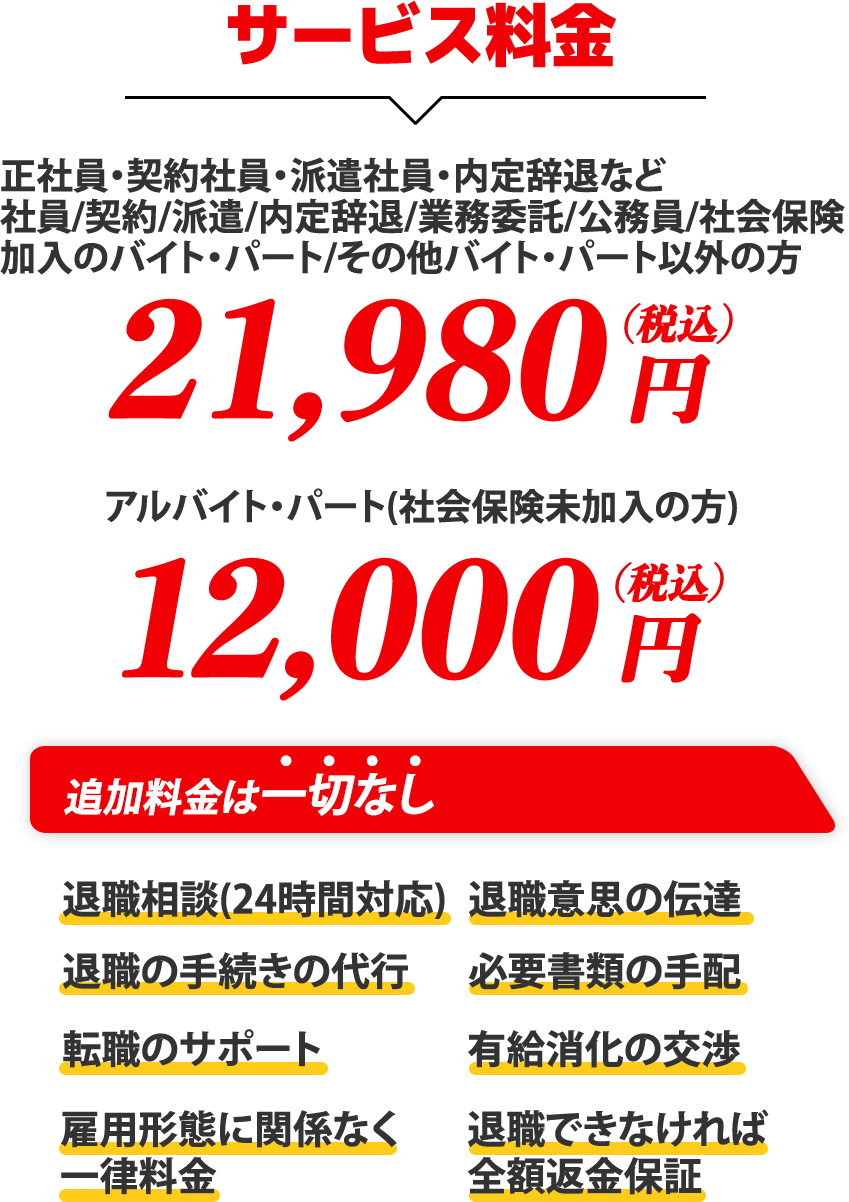 サービス料金
正社員・契約社員・派遣社員・内定辞退など
社員/契約/派遣/内定辞退/業務委託/公務員/社会保険
加入のバイト・パート/その他バイト・パート以外の方
21,980円（税込）
アルバイト・パート(社会保険未加入の方)
12,000円（税込）
追加料金は一切なし
退職相談(24時間対応)
退職意思の伝達
退職の手続きの代行
必要書類の手配
転職のサポート
有給消化の交渉
雇用形態に関係なく
一律料金
退職できなければ
全額返金保証